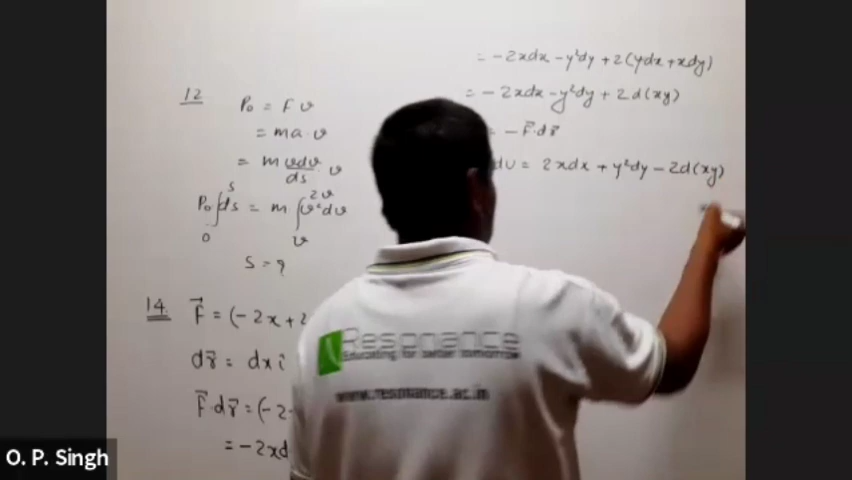 12
P₀ = Fv
= ma·v
= m vdv/ds · v
P₀∫₀ˢds = m·∫ᵥ²ᵛ v²dv
S = ?
14. F⃗ = (-2x + 2
dr⃗ = dx i
F⃗·dr⃗ = (-2
= -2xd
= -2xdx - y²dy + 2(ydx + xdy)
= -2xdx - y²dy + 2d(xy)
= -F⃗·dr⃗
dU = 2xdx + y²dy - 2d(xy)
Resonance
Educating for better tomorrow
www.resonance.ac.in
O. P. Singh